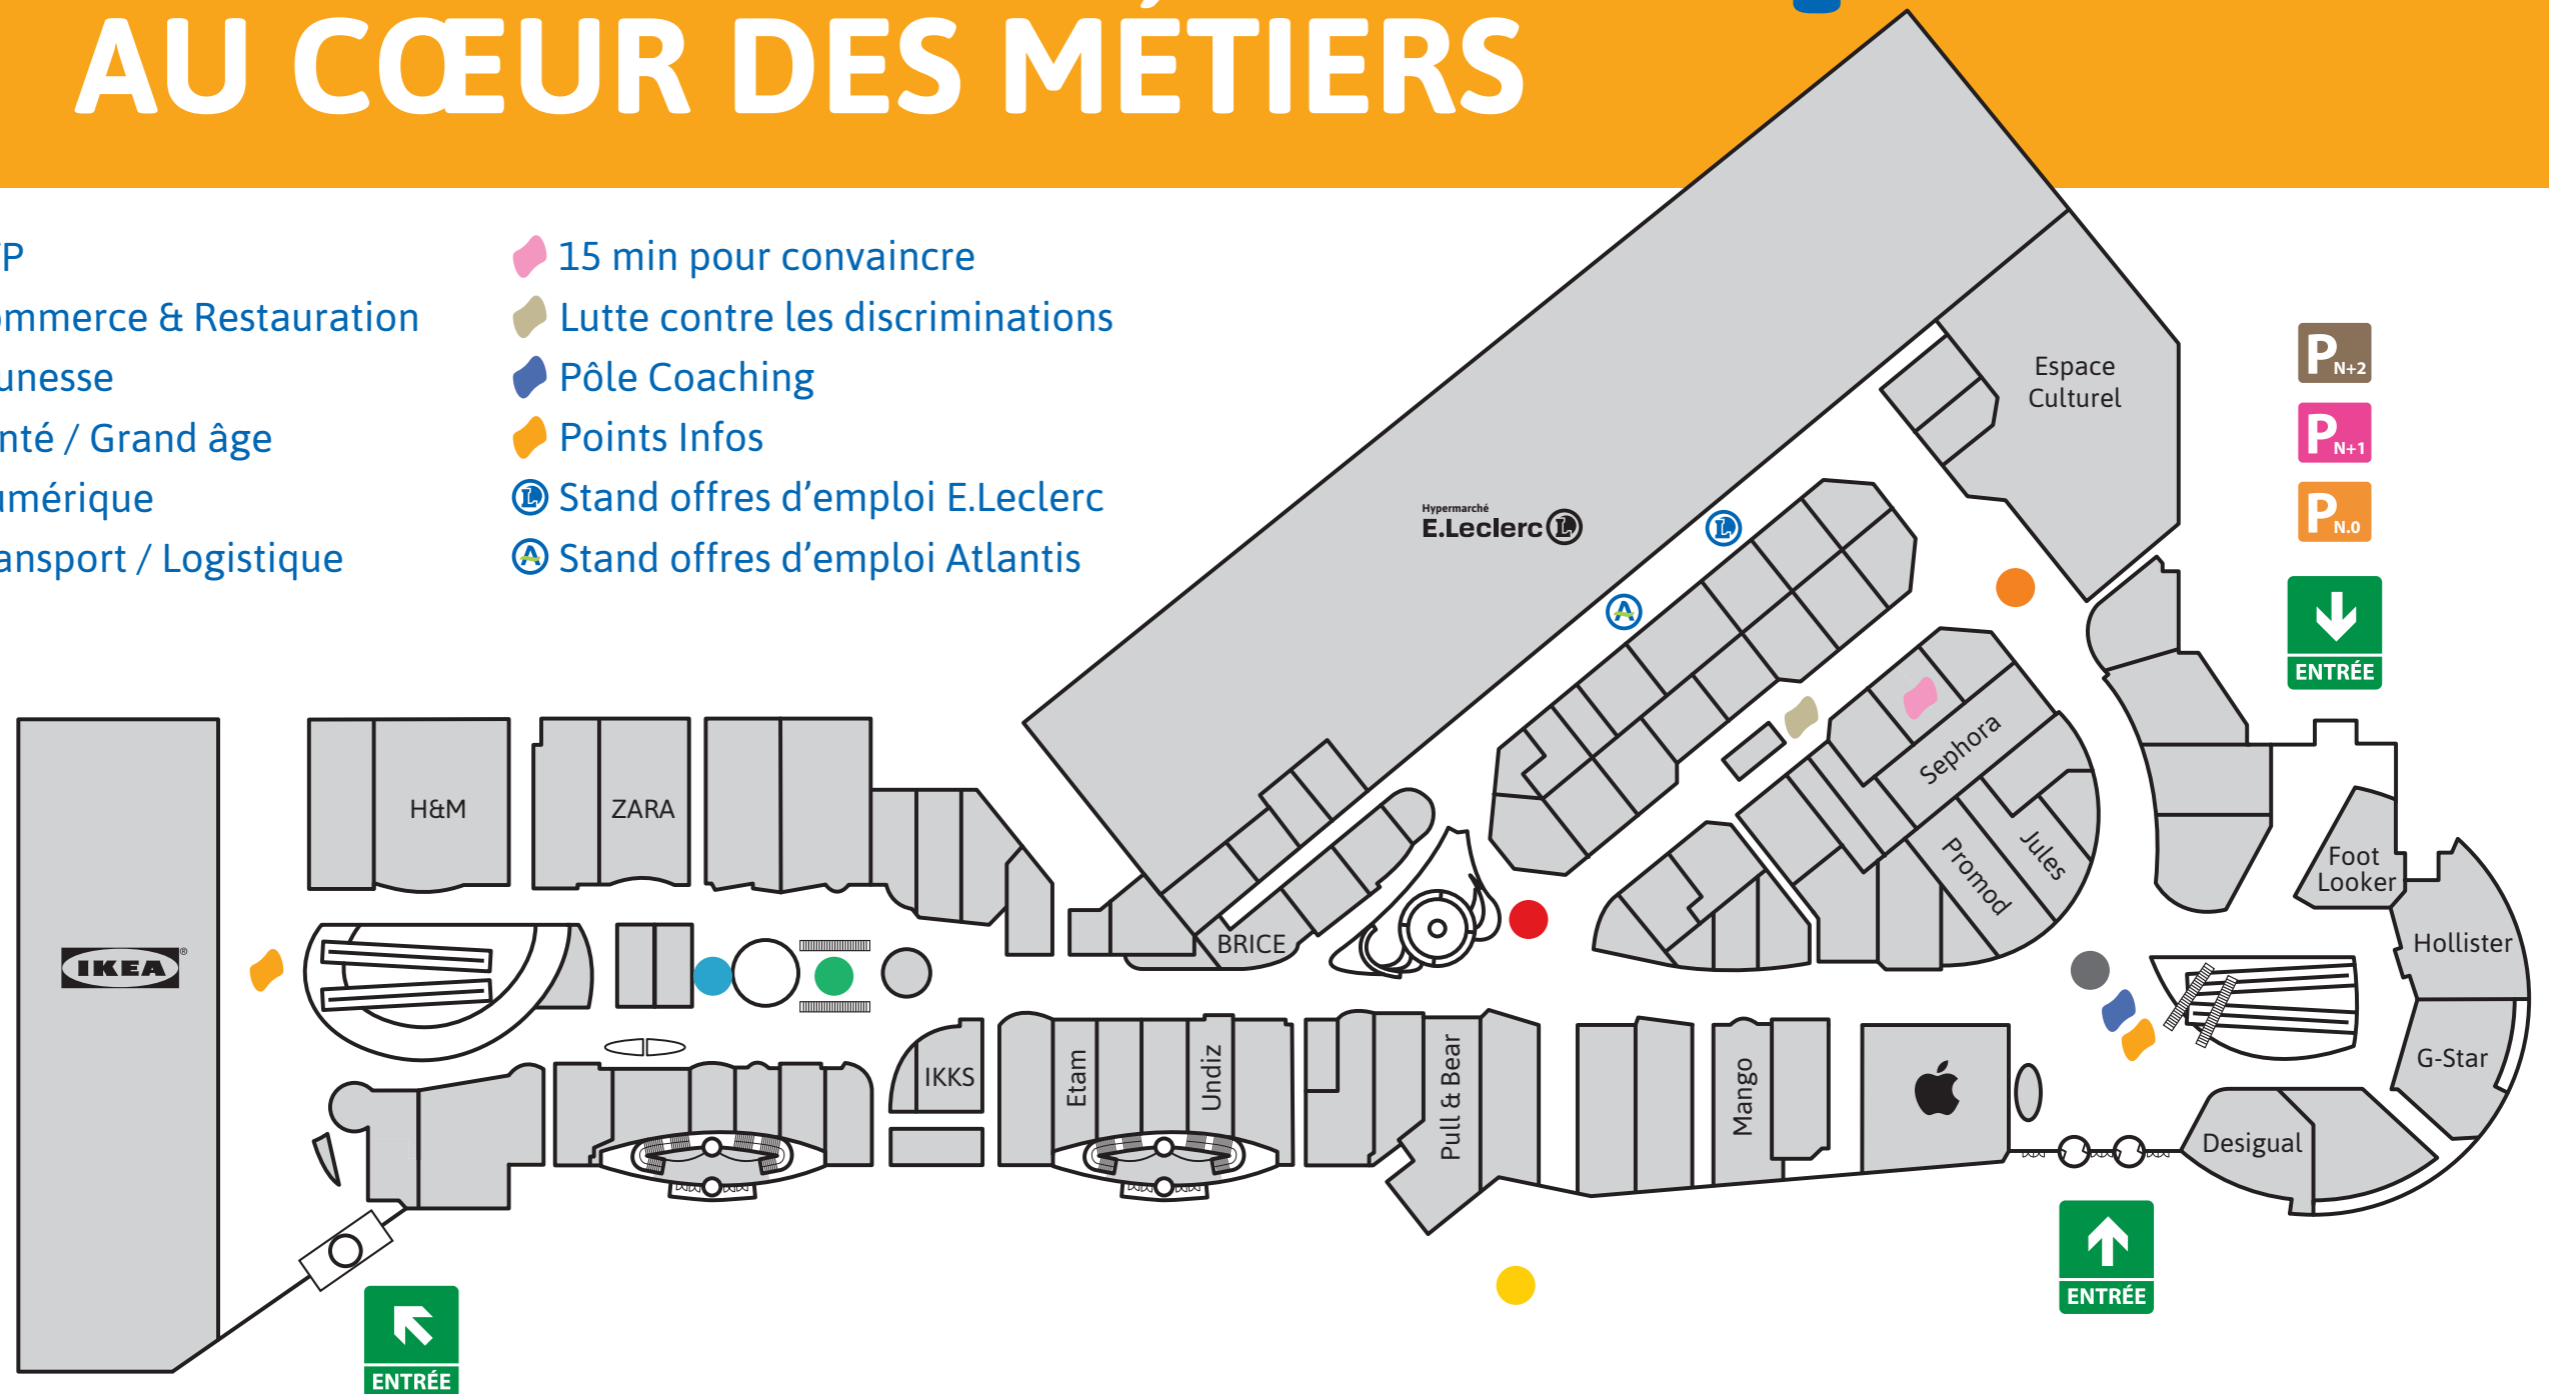 AU CŒUR DES MÉTIERS
TP
ommerce & Restauration
unesse
nté / Grand âge
umérique
ansport / Logistique
15 min pour convaincre
Lutte contre les discriminations
Pôle Coaching
Points Infos
L Stand offres d’emploi E.Leclerc
A Stand offres d’emploi Atlantis
Espace
Culturel
P N+2
P N+1
P N.0
ENTRÉE
Hypermarché
E.Leclerc L
L
A
H&M
ZARA
Sephora
Promod
Jules
Foot
Looker
Hollister
IKEA®
BRICE
IKKS
Etam
Undiz
Pull & Bear
Mango
G-Star
Desigual
ENTRÉE
ENTRÉE